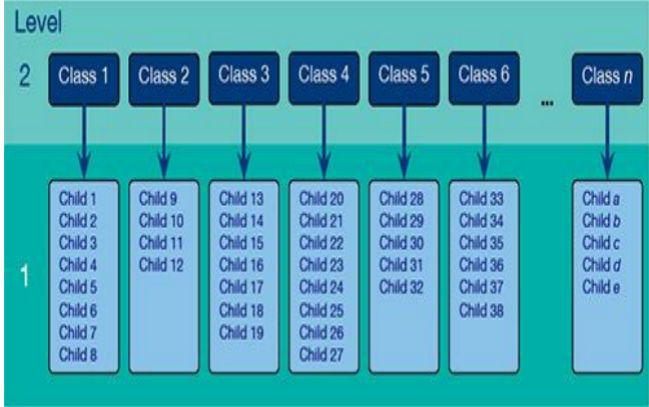 Level
2 Class 1 Class 2 Class 3 Class 4 Class 5 Class 6 ... Class n
1
Child 1
Child 2
Child 3
Child 4
Child 5
Child 6
Child 7
Child 8
Child 9
Child 10
Child 11
Child 12
Child 13
Child 14
Child 15
Child 16
Child 17
Child 18
Child 19
Child 20
Child 21
Child 22
Child 23
Child 24
Child 25
Child 26
Child 27
Child 28
Child 29
Child 30
Child 31
Child 32
Child 33
Child 34
Child 35
Child 36
Child 37
Child 38
Child a
Child b
Child c
Child d
Child e